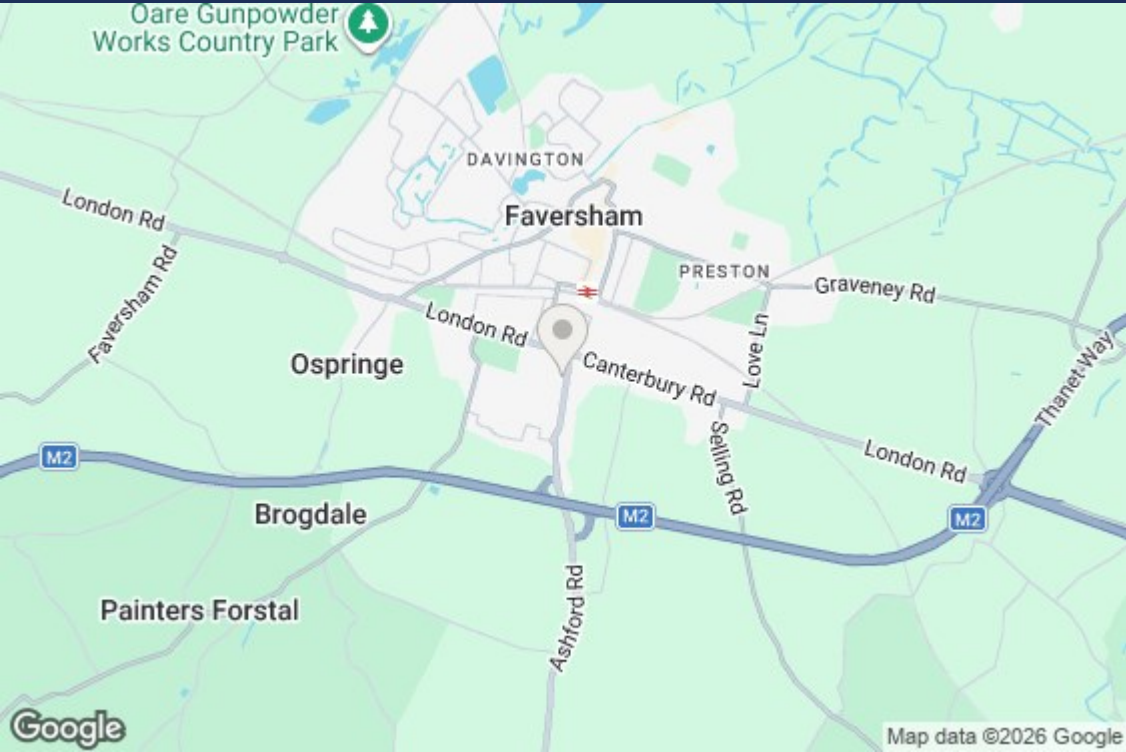 Oare Gunpowder
Works Country Park
DAVINGTON
London Rd
Faversham
PRESTON
Faversham Rd
Graveney Rd
London Rd
Love Ln
Thanet Way
Ospringe
Canterbury Rd
Selling Rd
London Rd
M2
Brogdale
M2
M2
Painters Forstal
Ashford Rd
Google
Map data ©2026 Google